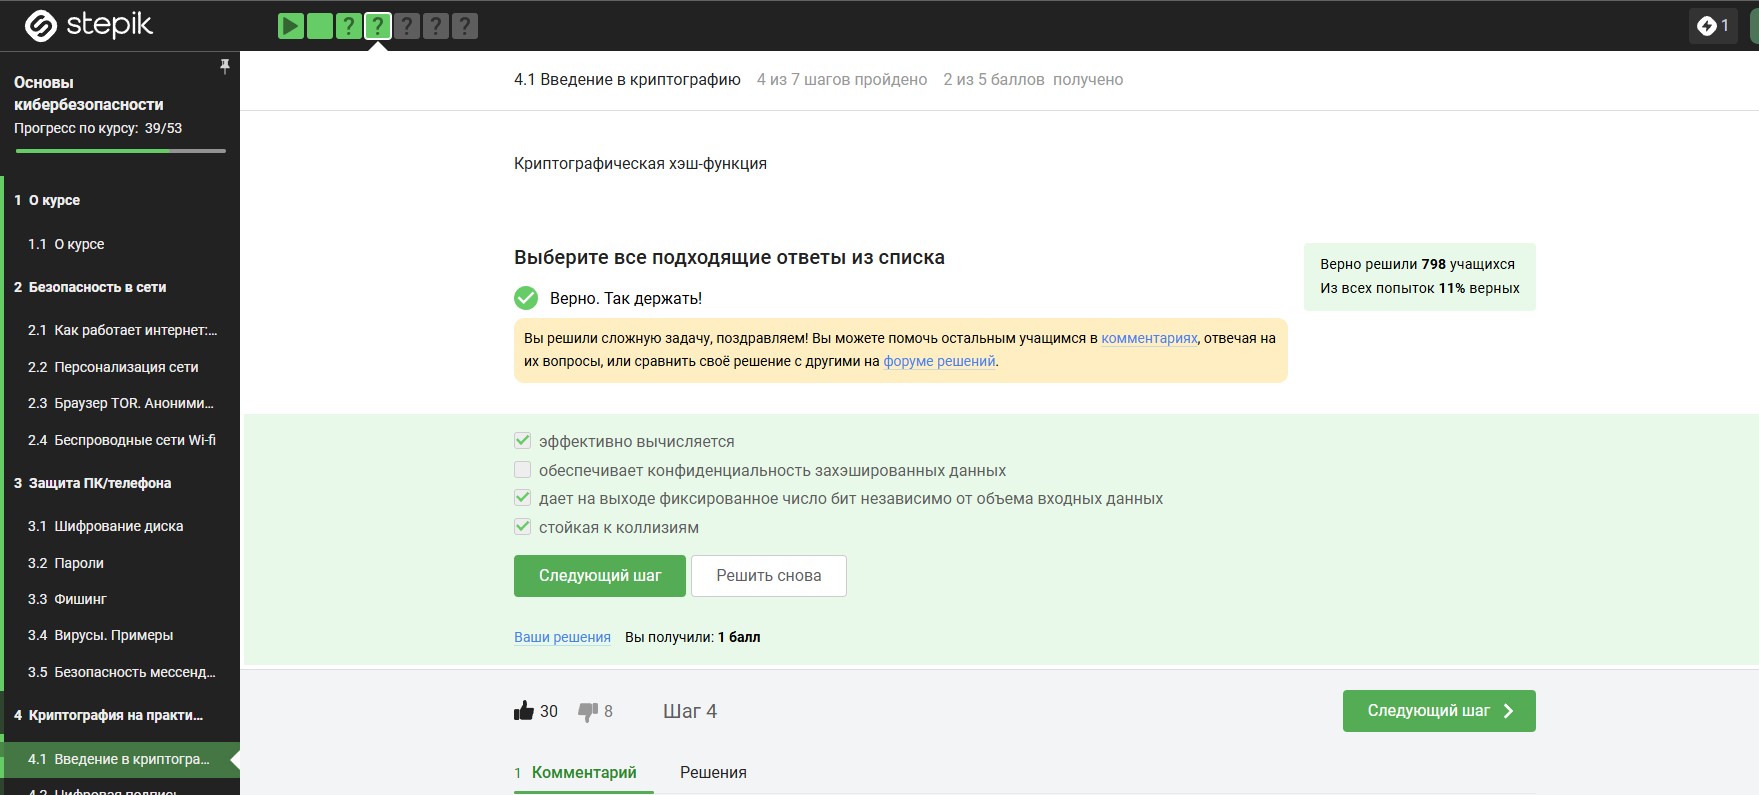 stepik
? ? ? ? ?
1
Основы
кибербезопасности
Прогресс по курсу: 39/53
1 О курсе
1.1 О курсе
2 Безопасность в сети
2.1 Как работает интернет:...
2.2 Персонализация сети
2.3 Браузер TOR. Аноними...
2.4 Беспроводные сети Wi-fi
3 Защита ПК/телефона
3.1 Шифрование диска
3.2 Пароли
3.3 Фишинг
3.4 Вирусы. Примеры
3.5 Безопасность мессенд...
4 Криптография на практи...
4.1 Введение в криптогра...
4.2 Цифровая подпись
4.1 Введение в криптографию 4 из 7 шагов пройдено 2 из 5 баллов получено
Криптографическая хэш-функция
Выберите все подходящие ответы из списка
Верно. Так держать!
Вы решили сложную задачу, поздравляем! Вы можете помочь остальным учащимся в комментариях, отвечая на
их вопросы, или сравнить своё решение с другими на форуме решений.
Верно решили 798 учащихся
Из всех попыток 11% верных
эффективно вычисляется
обеспечивает конфиденциальность захэшированных данных
дает на выходе фиксированное число бит независимо от объема входных данных
стойкая к коллизиям
Следующий шаг Решить снова
Ваши решения Вы получили: 1 балл
30 8 Шаг 4 Следующий шаг
1 Комментарий Решения